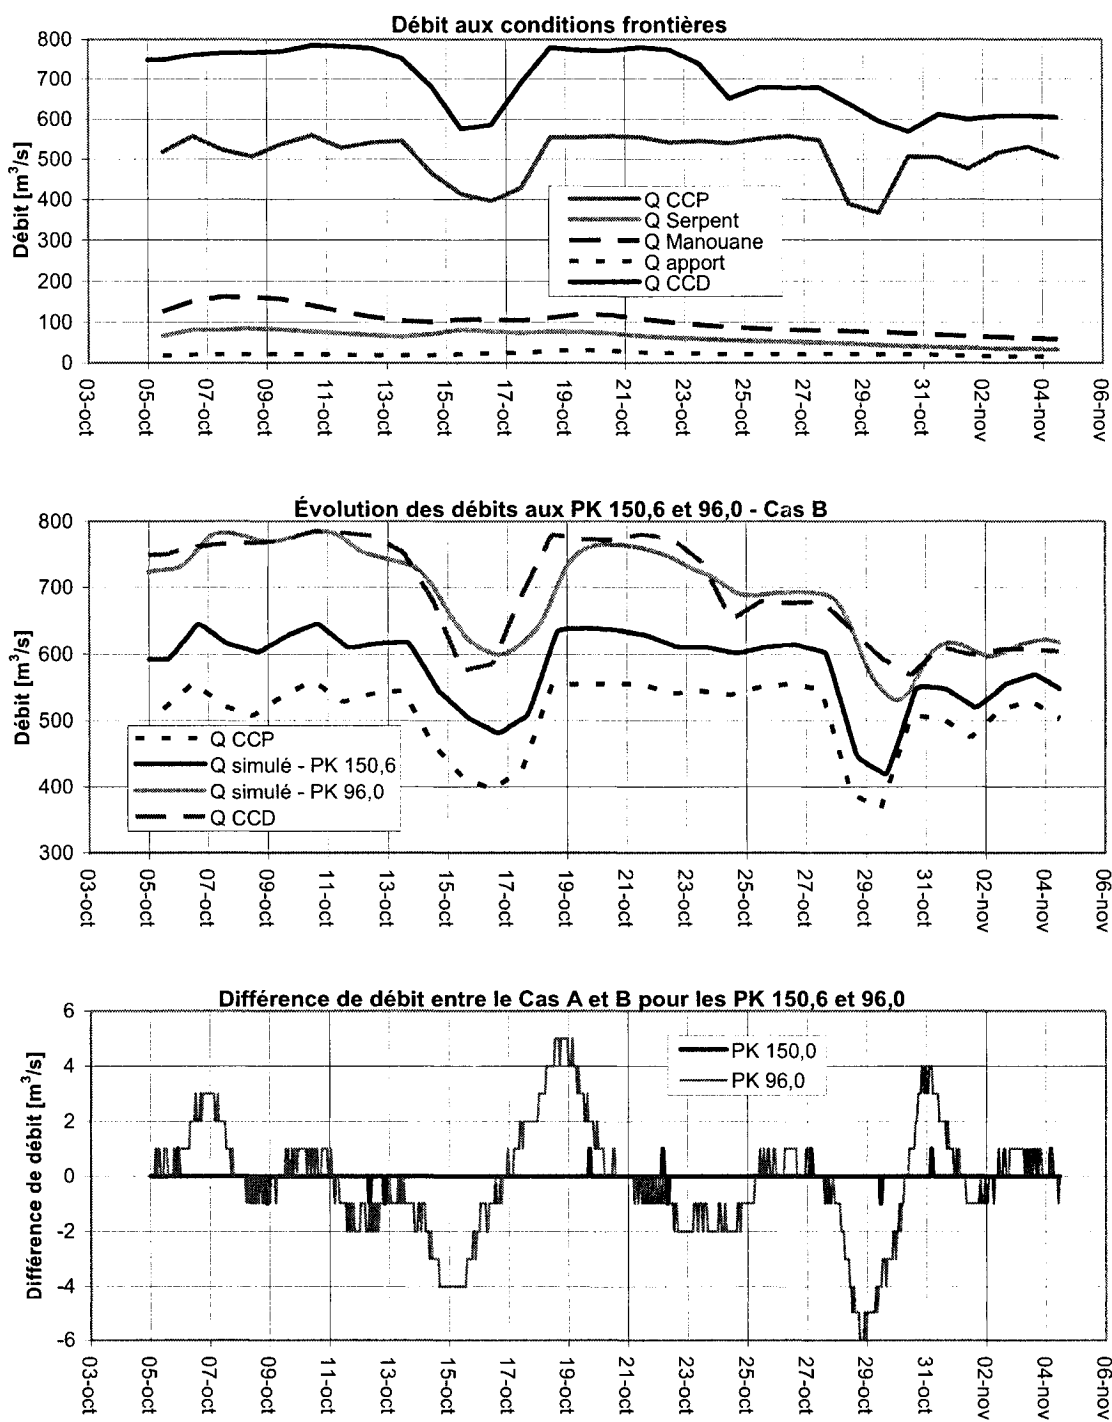 Débit aux conditions frontières
Débit [m³/s]
800
700
600
500
400
300
200
100
0
Q CCP
Q Serpent
Q Manouane
Q apport
Q CCD
03-oct
05-oct
07-oct
09-oct
11-oct
13-oct
15-oct
17-oct
19-oct
21-oct
23-oct
25-oct
27-oct
29-oct
31-oct
02-nov
04-nov
06-nov
Évolution des débits aux PK 150,6 et 96,0 - Cas B
Débit [m³/s]
800
700
600
500
400
300
Q CCP
Q simulé - PK 150,6
Q simulé - PK 96,0
Q CCD
03-oct
05-oct
07-oct
09-oct
11-oct
13-oct
15-oct
17-oct
19-oct
21-oct
23-oct
25-oct
27-oct
29-oct
31-oct
02-nov
04-nov
06-nov
Différence de débit entre le Cas A et B pour les PK 150,6 et 96,0
Différence de débit [m³/s]
6
4
2
0
-2
-4
-6
PK 150,0
PK 96,0
03-oct
05-oct
07-oct
09-oct
11-oct
13-oct
15-oct
17-oct
19-oct
21-oct
23-oct
25-oct
27-oct
29-oct
31-oct
02-nov
04-nov
06-nov